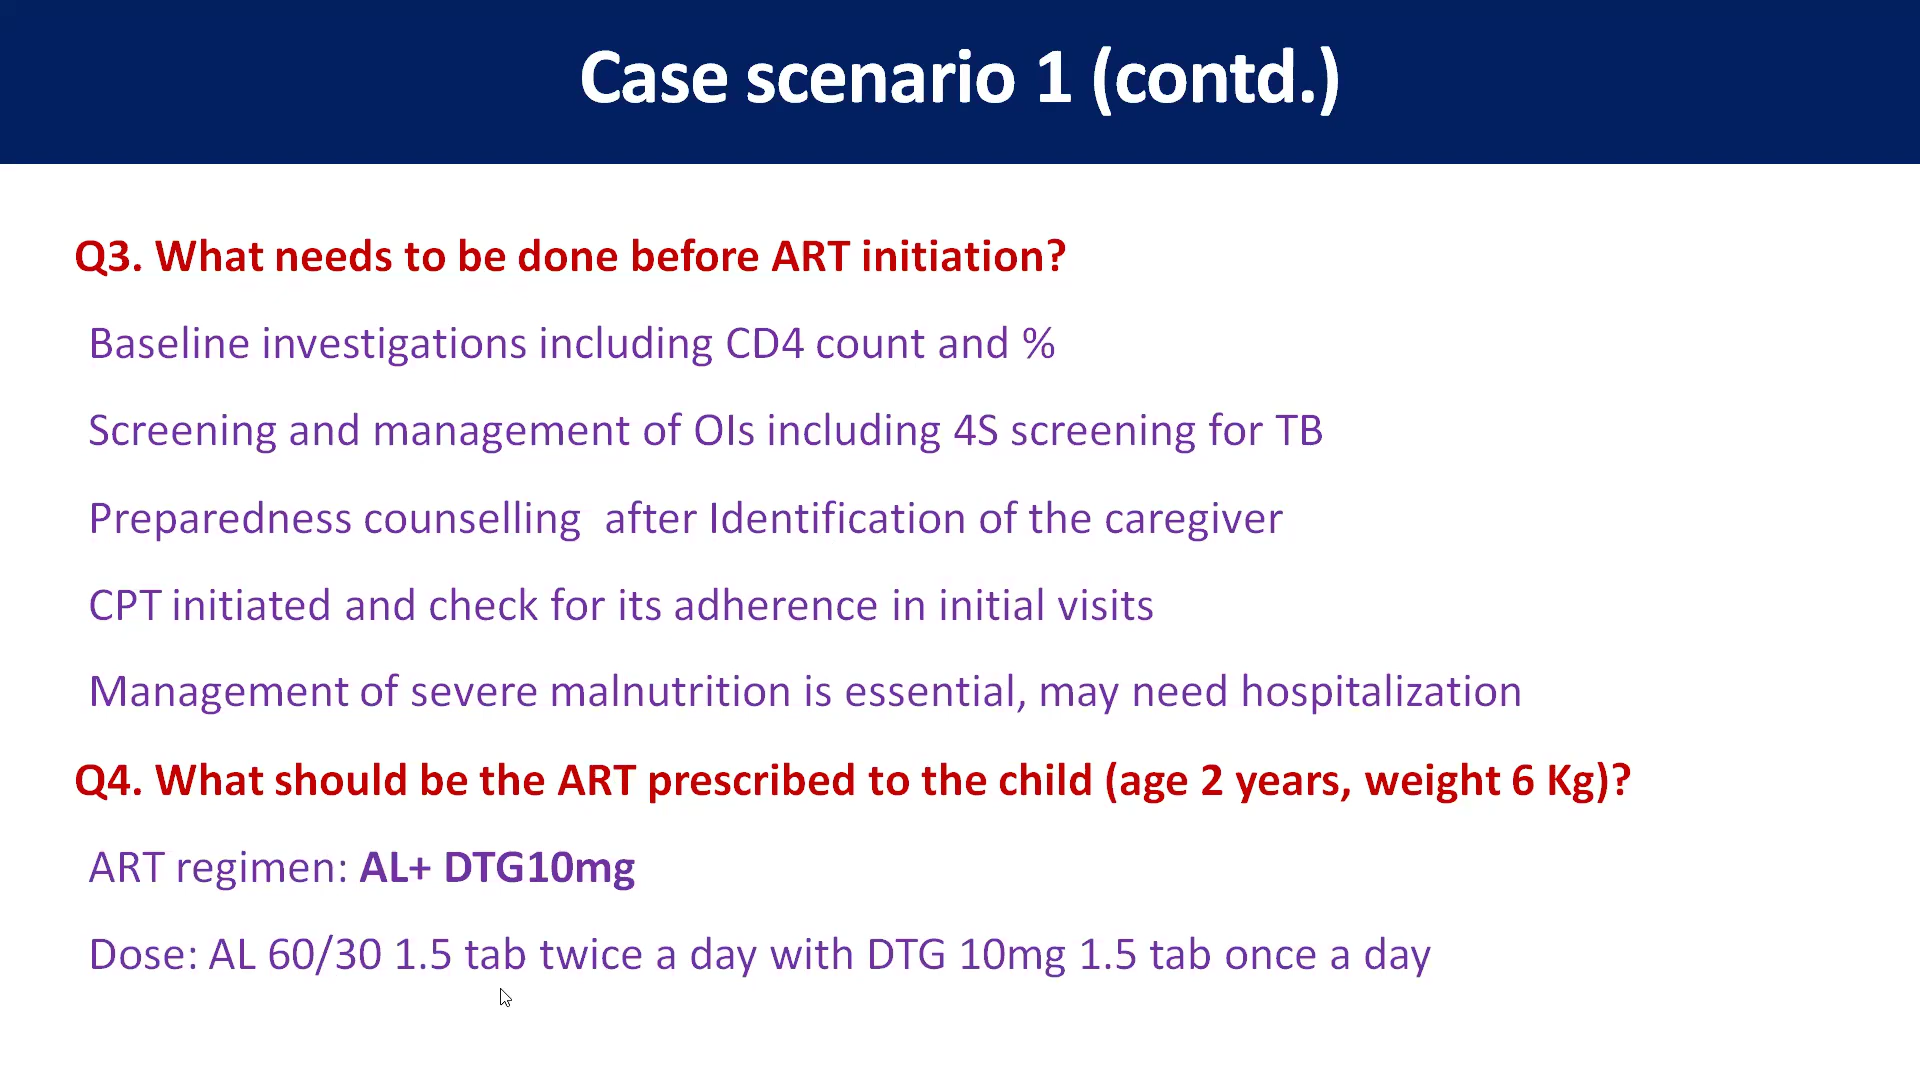 Case scenario 1 (contd.)
Q3. What needs to be done before ART initiation?
Baseline investigations including CD4 count and %
Screening and management of OIs including 4S screening for TB
Preparedness counselling  after Identification of the caregiver
CPT initiated and check for its adherence in initial visits
Management of severe malnutrition is essential, may need hospitalization
Q4. What should be the ART prescribed to the child (age 2 years, weight 6 Kg)?
ART regimen: AL+ DTG10mg
Dose: AL 60/30 1.5 tab twice a day with DTG 10mg 1.5 tab once a day